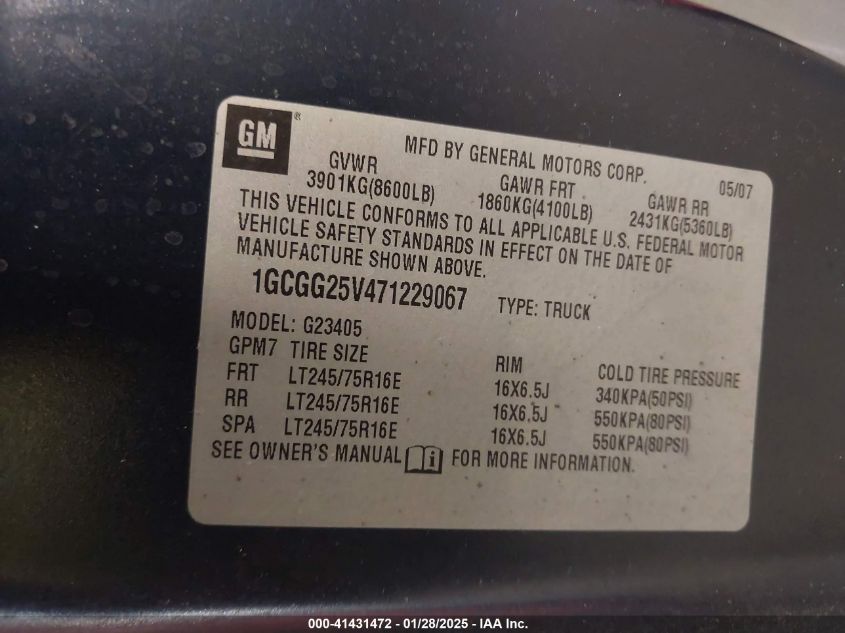 GM ®
MFD BY GENERAL MOTORS CORP. 05/07
GVWR GAWR FRT GAWR RR
3901KG(8600LB) 1860KG(4100LB) 2431KG(5360LB)
THIS VEHICLE CONFORMS TO ALL APPLICABLE U.S. FEDERAL MOTOR
VEHICLE SAFETY STANDARDS IN EFFECT ON THE DATE OF
MANUFACTURE SHOWN ABOVE.
1GCGG25V471229067 TYPE: TRUCK
MODEL: G23405
GPM7 TIRE SIZE RIM COLD TIRE PRESSURE
FRT LT245/75R16E 16X6.5J 340KPA(50PSI)
RR LT245/75R16E 16X6.5J 550KPA(80PSI)
SPA LT245/75R16E 16X6.5J 550KPA(80PSI)
SEE OWNER'S MANUAL i FOR MORE INFORMATION.
000-41431472 — 01/28/2025 — IAA Inc.